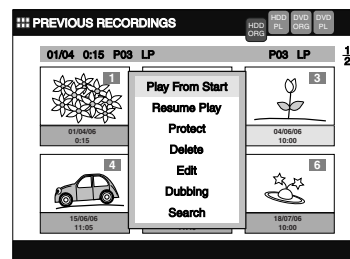 PREVIOUS RECORDINGS
HDD ORG
HDD PL
DVD ORG
DVD PL
01/04 0:15 P03 LP P03 LP
1
2
1
3
Play From Start
Resume Play
Protect
Delete
Edit
Dubbing
Search
01/04/06
0:15
04/06/06
10:00
4
6
15/06/06
11:05
18/07/06
10:00